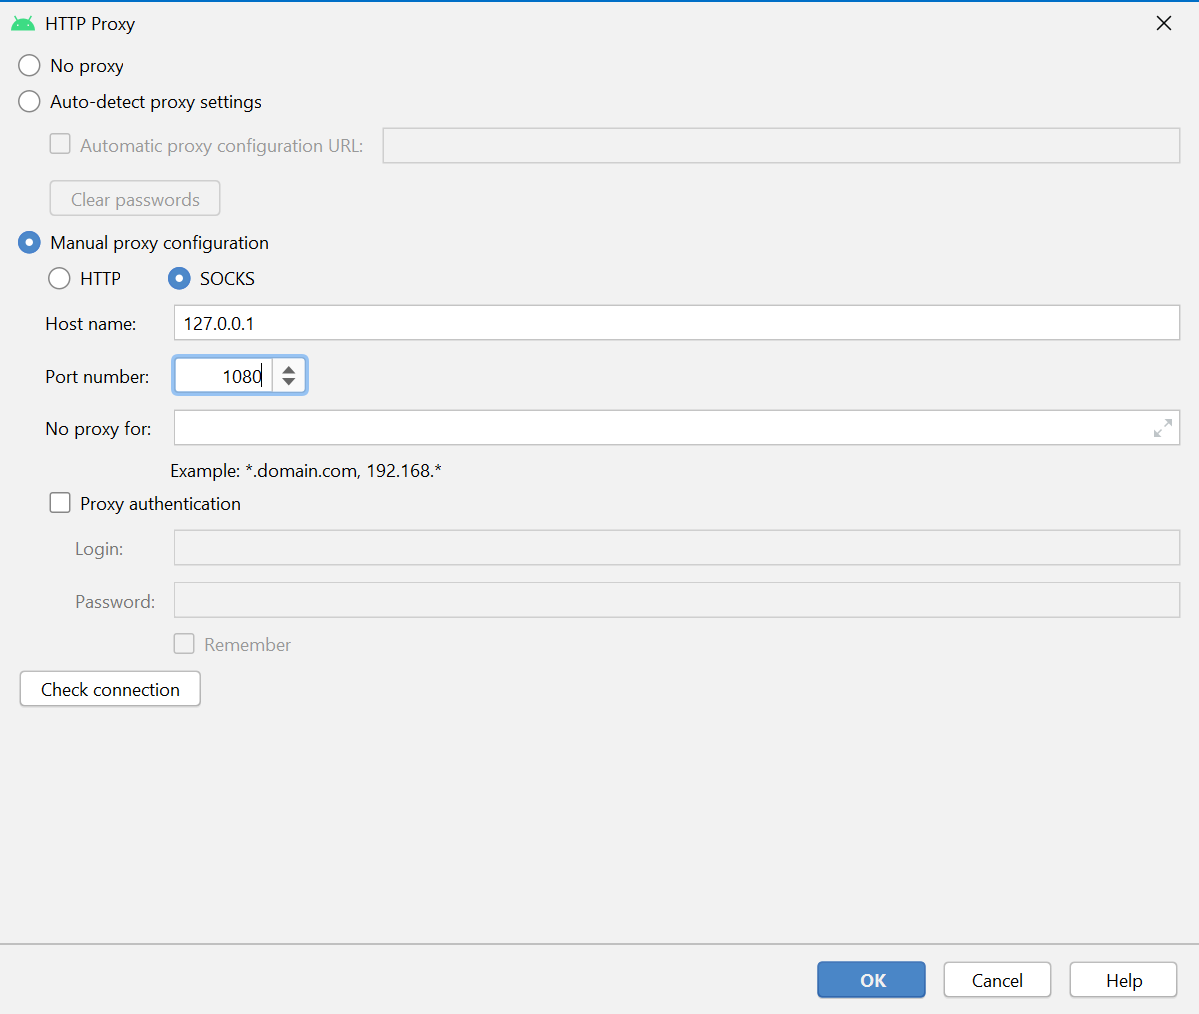 HTTP Proxy
No proxy
Auto-detect proxy settings
Automatic proxy configuration URL:
Clear passwords
Manual proxy configuration
HTTP SOCKS
Host name: 127.0.0.1
Port number: 1080
No proxy for:
Example: *.domain.com, 192.168.*
Proxy authentication
Login:
Password:
Remember
Check connection
OK Cancel Help